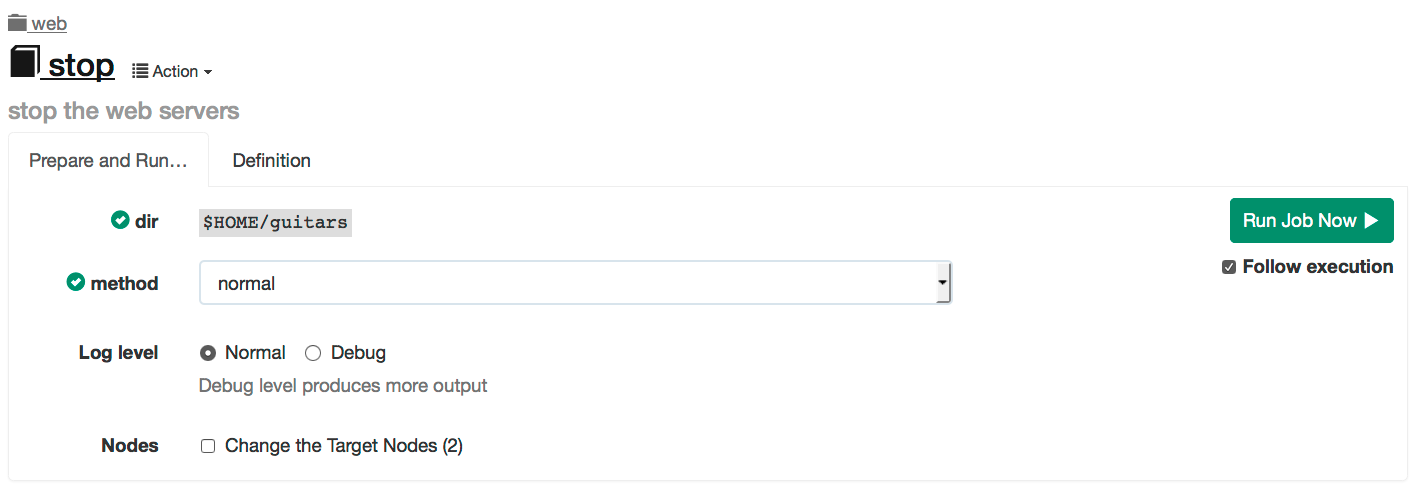 web
stop Action
stop the web servers
Prepare and Run… Definition
dir $HOME/guitars Run Job Now
Follow execution
method normal
Log level Normal Debug
Debug level produces more output
Nodes Change the Target Nodes (2)